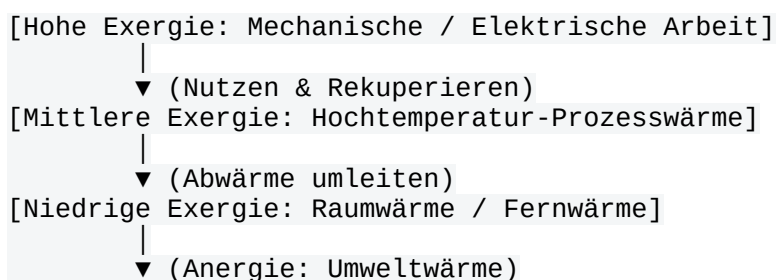 [Hohe Exergie: Mechanische / Elektrische Arbeit]
│
▼ (Nutzen & Rekuperieren)
[Mittlere Exergie: Hochtemperatur-Prozesswärme]
│
▼ (Abwärme umleiten)
[Niedrige Exergie: Raumwärme / Fernwärme]
│
▼ (Anergie: Umweltwärme)